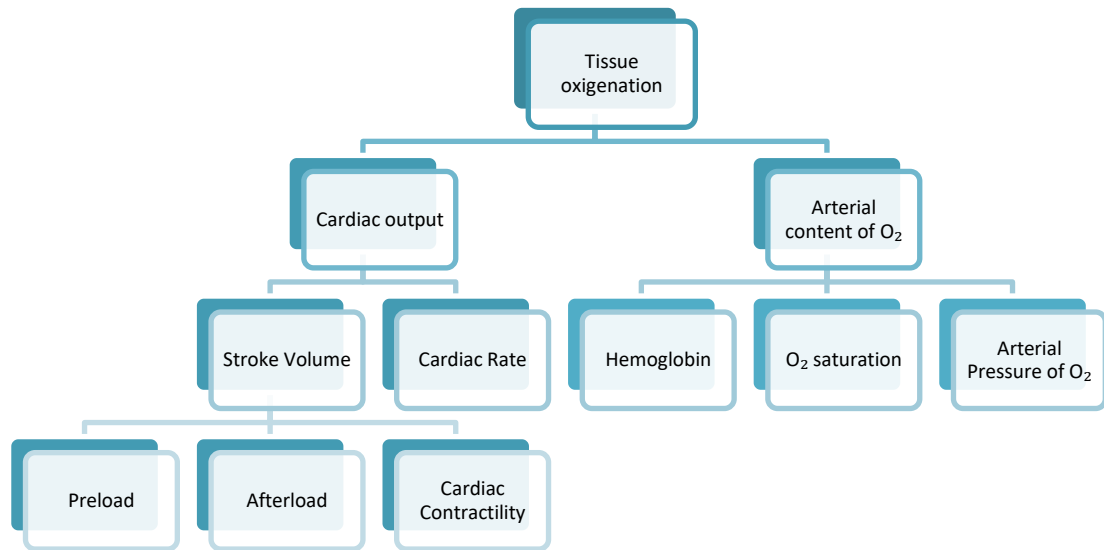 Tissue
oxigenation
Cardiac output
Arterial
content of O₂
Stroke Volume
Cardiac Rate
Hemoglobin
O₂ saturation
Arterial
Pressure of O₂
Preload
Afterload
Cardiac
Contractility